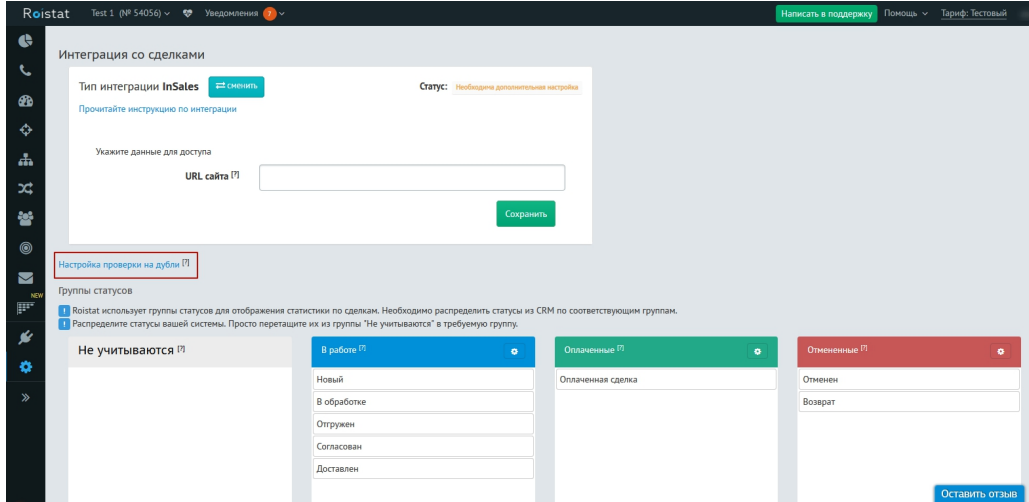 Roistat Test 1 (№ 54056) Уведомления 7 Написать в поддержку Помощь Тариф: Тестовый
Интеграция со сделками
Тип интеграции InSales сменить Статус: Необходима дополнительная настройка
Прочитайте инструкцию по интеграции
Укажите данные для доступа
URL сайта [?]
Сохранить
Настройка проверки на дубли [?]
Группы статусов
NEW
! Roistat использует группы статусов для отображения статистики по сделкам. Необходимо распределить статусы из CRM по соответствующим группам.
! Распределите статусы вашей системы. Просто перетащите их из группы "Не учитываются" в требуемую группу.
Не учитываются [?] В работе [?] Оплаченные [?] Отмененные [?]
Новый Оплаченная сделка Отменен
В обработке Возврат
Отгружен
Согласован
Доставлен
Оставить отзыв